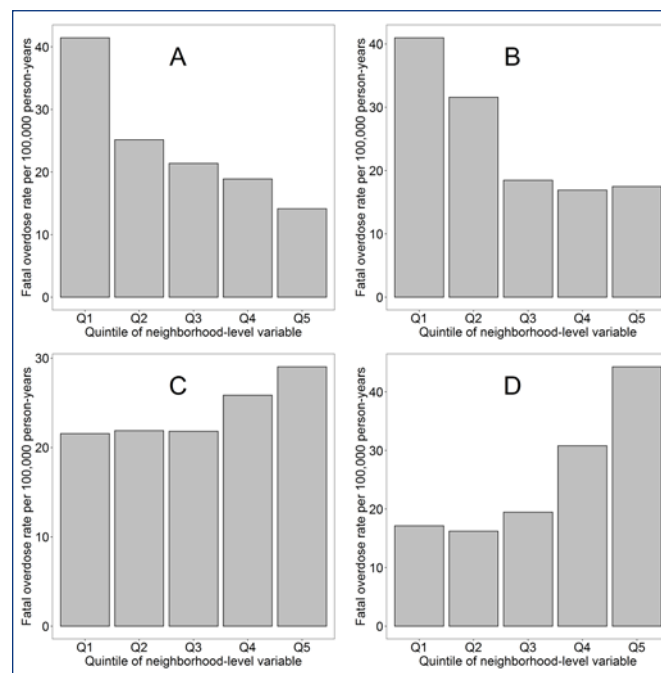 A
B
Fatal overdose rate per 100,000 person-years
40
30
20
10
0
Q1 Q2 Q3 Q4 Q5
Quintile of neighborhood-level variable
Fatal overdose rate per 100,000 person-years
40
30
20
10
0
Q1 Q2 Q3 Q4 Q5
Quintile of neighborhood-level variable
C
D
Fatal overdose rate per 100,000 person-years
30
20
10
0
Q1 Q2 Q3 Q4 Q5
Quintile of neighborhood-level variable
Fatal overdose rate per 100,000 person-years
40
30
20
10
0
Q1 Q2 Q3 Q4 Q5
Quintile of neighborhood-level variable